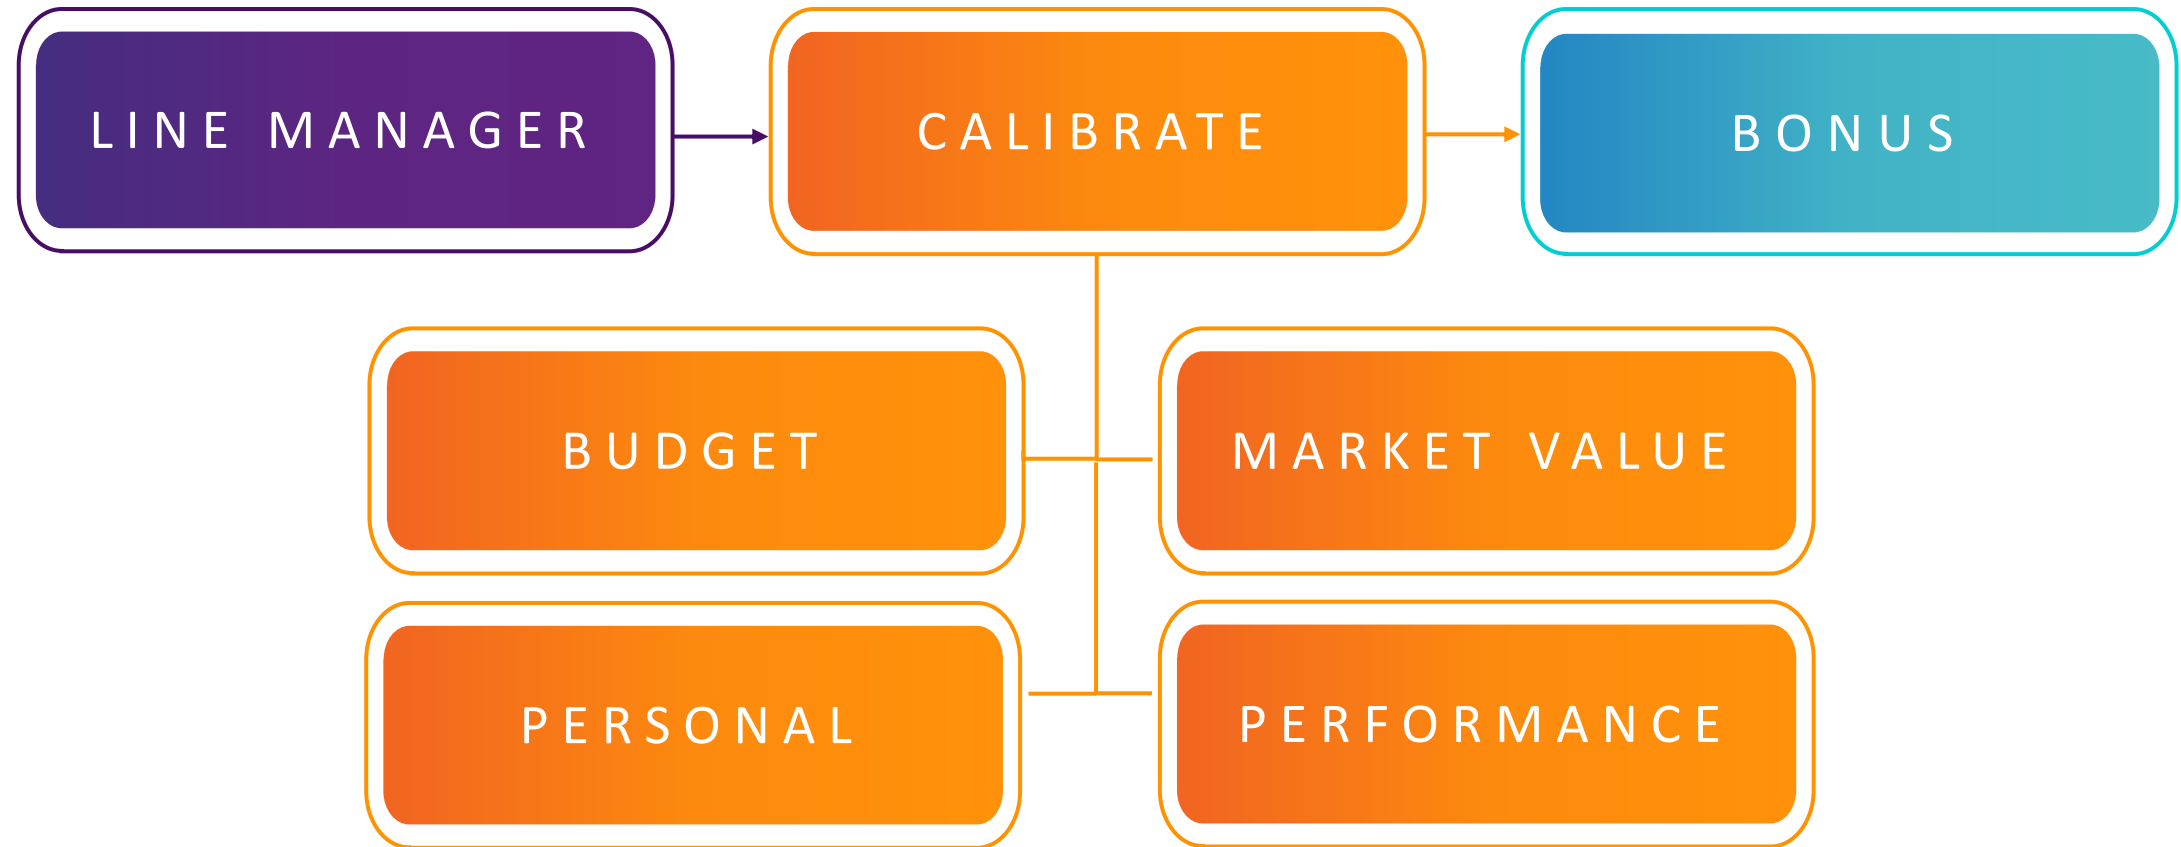 LINE MANAGER
CALIBRATE
BONUS
BUDGET
MARKET VALUE
PERSONAL
PERFORMANCE